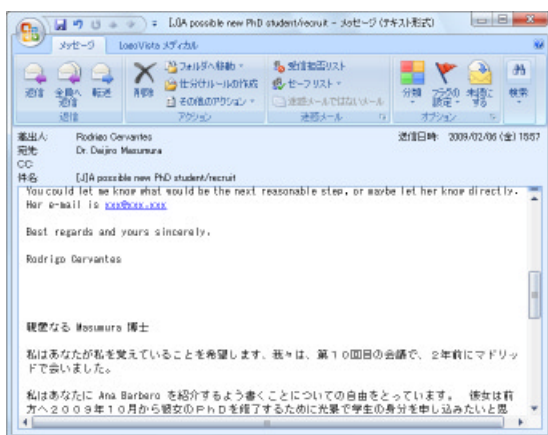 [J]A possible new PhD student/recruit - メッセージ (テキスト形式)
メッセージ LogoVista メディカル
返信 全員へ返信 転送 削除 フォルダへ移動 仕分けルールの作成 その他のアクション 受信拒否リスト セーフ リスト 迷惑メールではないメール 分類 フラグの設定 未読にする 検索
返信 アクション 迷惑メール オプション
差出人: Rodrigo Cervantes 送信日時: 2009/02/06 (金) 15:57
宛先: Dr. Daijiro Masumura
CC:
件名: [J]A possible new PhD student/recruit
You could let me know what would be the next reasonable step, or maybe let her know directly.
Her e-mail is xxx@xxx.xxx
Best regards and yours sincerely.
Rodrigo Cervantes
親愛なる Masumura 博士
私はあなたが私を覚えていることを希望します、我々は、第10回目の会議で、2年前にマドリッ
ドで会いました。
私はあなたに Ana Barbero を紹介するよう書くことについての自由をとっています。 彼女は前
方へ2009年10月から彼女のPhDを修了するために光景で学生の身分を申し込みたいと思